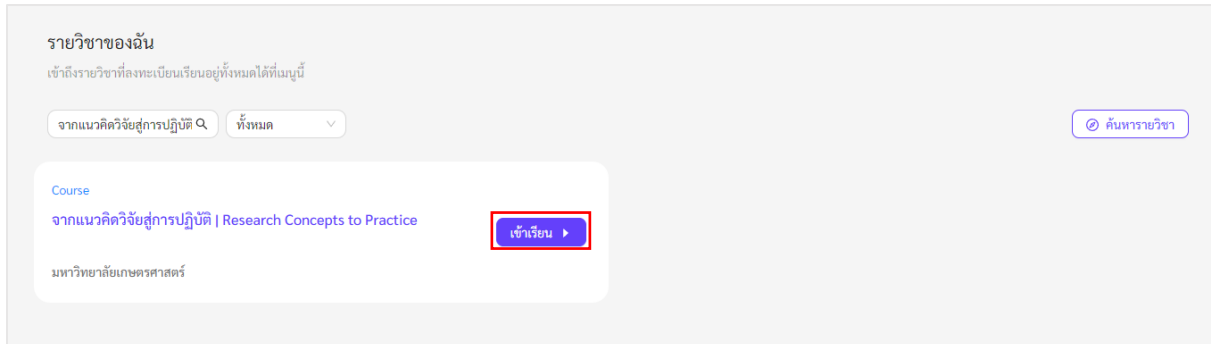 รายวิชาของฉัน
เข้าถึงรายวิชาที่ลงทะเบียนเรียนอยู่ทั้งหมดได้ที่เมนูนี้
จากแนวคิดวิจัยสู่การปฏิบัติ ทั้งหมด ค้นหารายวิชา
Course
จากแนวคิดวิจัยสู่การปฏิบัติ | Research Concepts to Practice
เข้าเรียน
มหาวิทยาลัยเกษตรศาสตร์